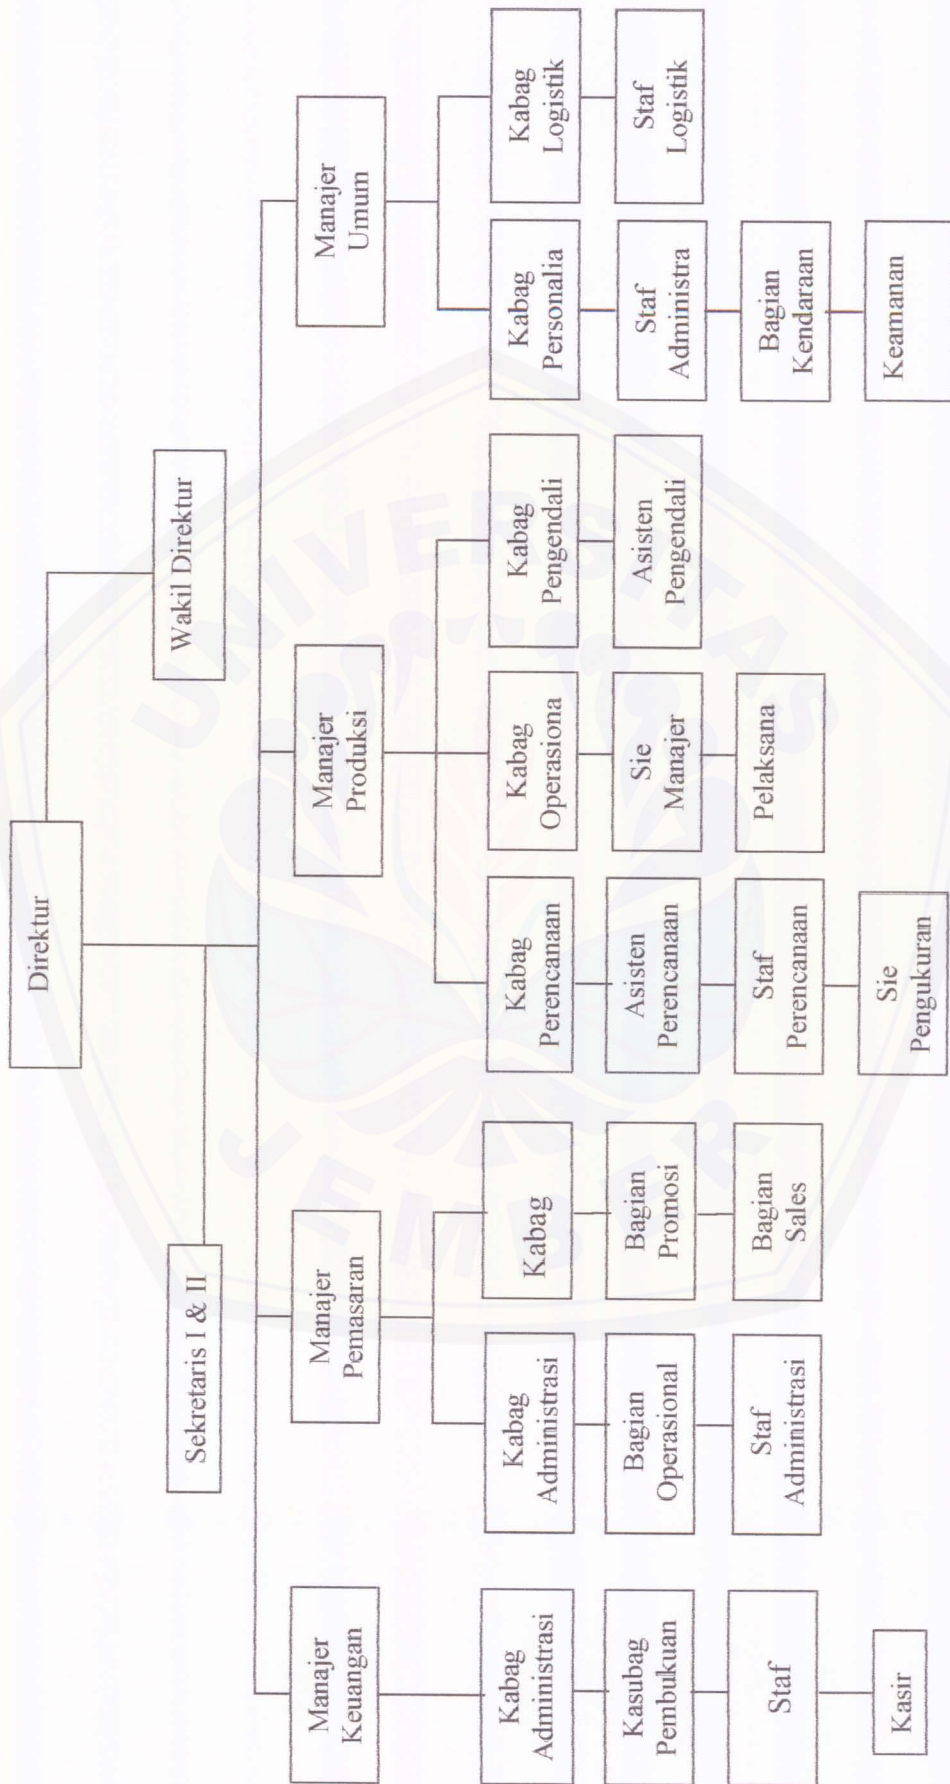 Direktur
Wakil Direktur
Sekretaris I & II
Manajer
Keuangan
Manajer
Pemasaran
Manajer
Produksi
Manajer
Umum
Kabag
Administrasi
Kabag
Administrasi
Kabag
Kabag
Perencanaan
Kabag
Operasiona
Kabag
Pengendali
Kabag
Personalia
Kabag
Logistik
Kasubag
Pembukuan
Bagian
Operasional
Bagian
Promosi
Asisten
Perencanaan
Sie
Manajer
Asisten
Pengendali
Staf
Administra
Staf
Logistik
Staf
Staf
Administrasi
Bagian
Sales
Staf
Perencanaan
Pelaksana
Bagian
Kendaraan
Kasir
Sie
Pengukuran
Keamanan
UNIVERSITAS
JEMBER